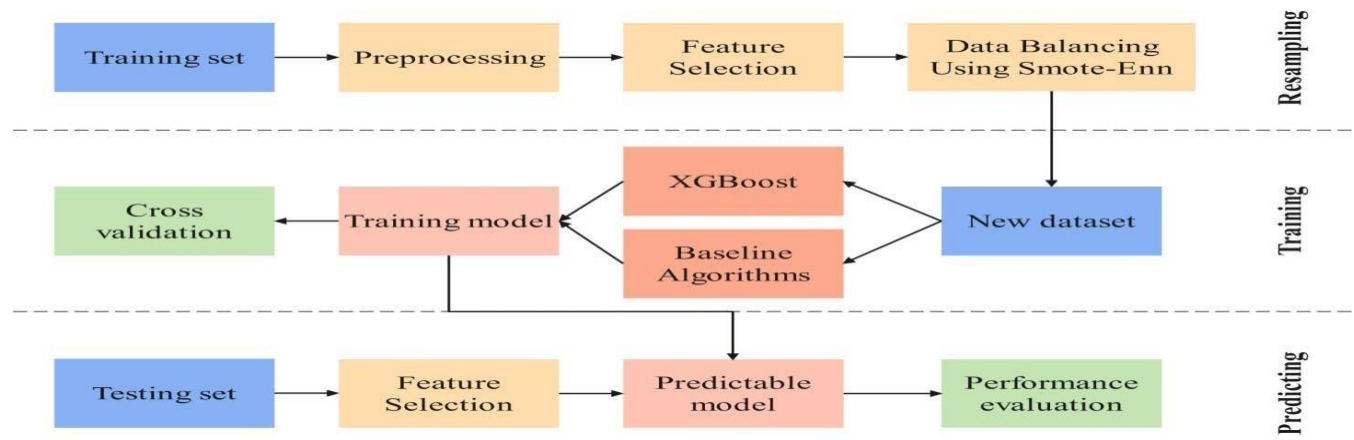 Training set
Preprocessing
Feature
Selection
Data Balancing
Using Smote-Enn
Resampling
Cross
validation
Training model
XGBoost
Baseline
Algorithms
New dataset
Training
Testing set
Feature
Selection
Predictable
model
Performance
evaluation
Predicting